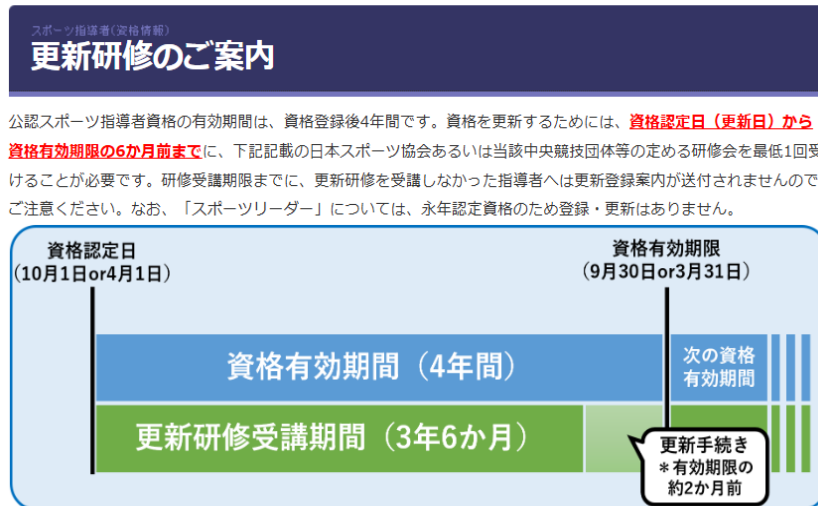 スポーツ指導者(資格情報)
更新研修のご案内
公認スポーツ指導者資格の有効期間は、資格登録後4年間です。資格を更新するためには、資格認定日（更新日）から
資格有効期限の6か月前までに、下記記載の日本スポーツ協会あるいは当該中央競技団体等の定める研修会を最低1回受
けることが必要です。研修受講期限までに、更新研修を受講しなかった指導者へは更新登録案内が送付されませんので
ご注意ください。なお、「スポーツリーダー」については、永年認定資格のため登録・更新はありません。
資格認定日
（10月1日or4月1日）
資格有効期限
（9月30日or3月31日）
資格有効期間（4年間）
次の資格
有効期間
更新研修受講期間（3年6か月）
更新手続き
＊有効期限の
約2か月前